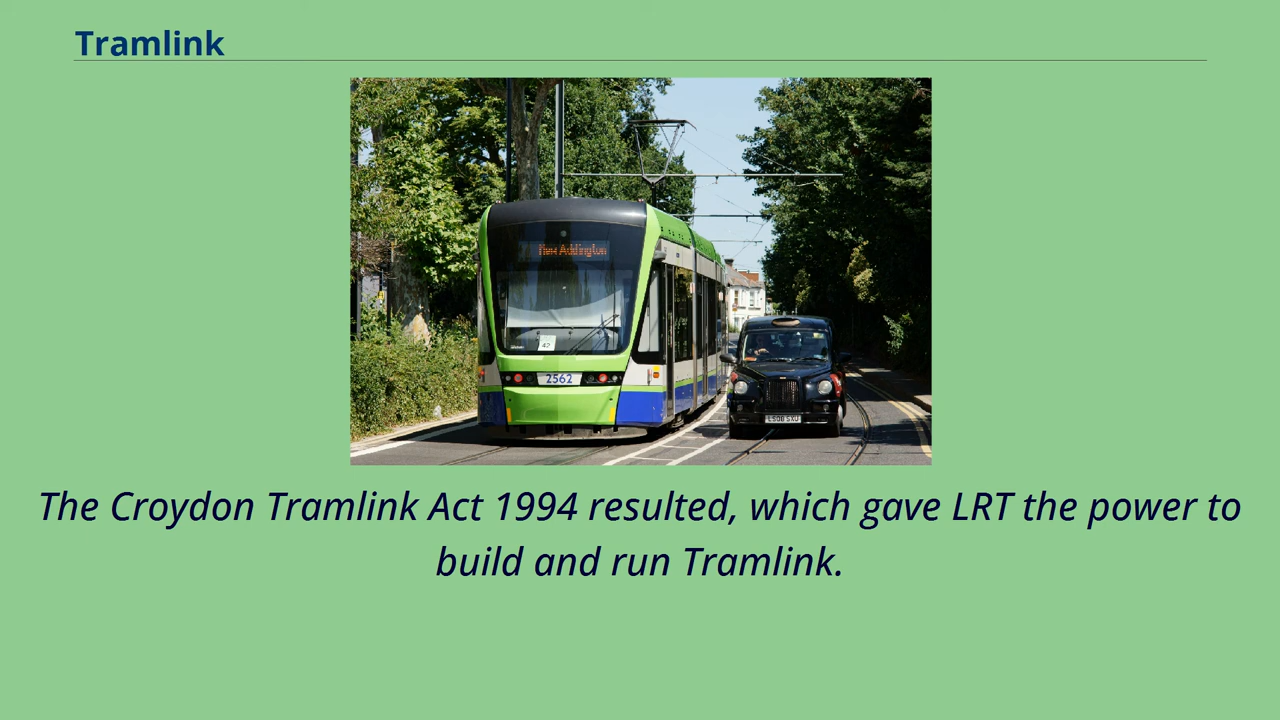 Tramlink
New Addington
42
2562
The Croydon Tramlink Act 1994 resulted, which gave LRT the power to
build and run Tramlink.